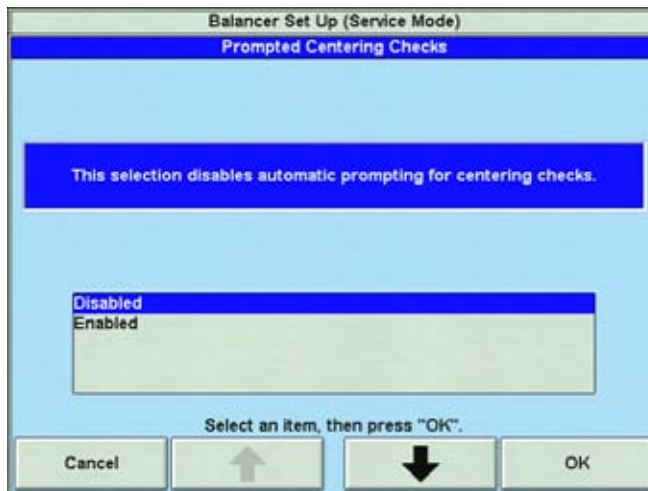 Balancer Set Up (Service Mode)
Prompted Centering Checks
This selection disables automatic prompting for centering checks.
Disabled
Enabled
Select an item, then press "OK".
Cancel
OK